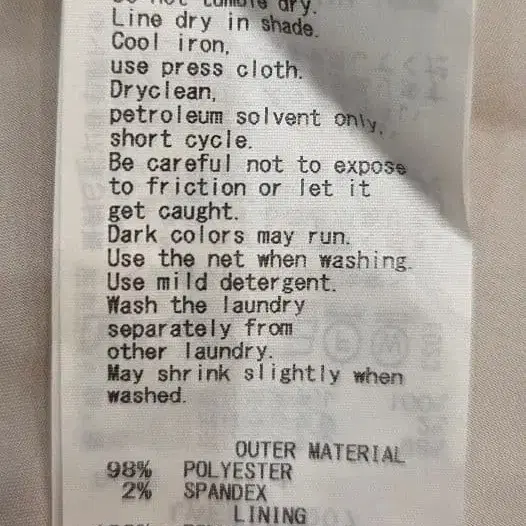 tumble dry.
Line dry in shade.
Cool iron,
use press cloth.
Dryclean,
petroleum solvent only,
short cycle.
Be careful not to expose
to friction or let it
get caught.
Dark colors may run.
Use the net when washing.
Use mild detergent.
Wash the laundry
separately from
other laundry.
May shrink slightly when
washed.
OUTER MATERIAL
98% POLYESTER
2% SPANDEX
LINING